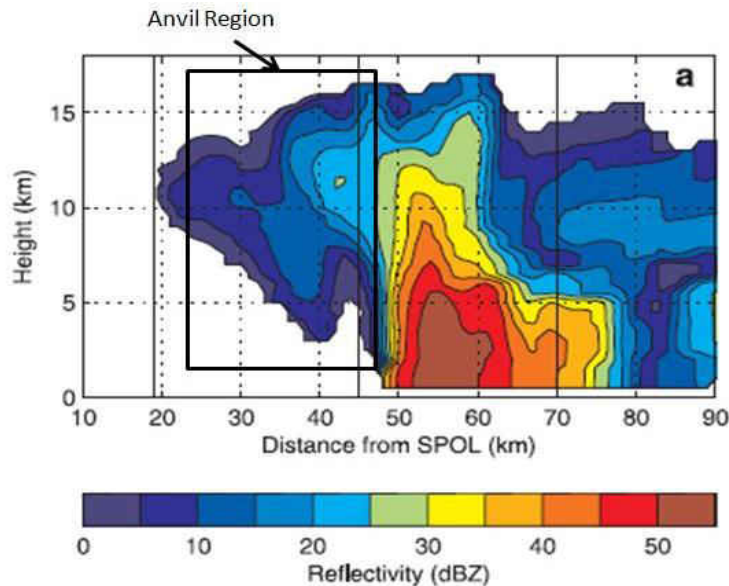 Anvil Region
a
15
10
5
0
Height (km)
10 20 30 40 50 60 70 80 90
Distance from SPOL (km)
0 10 20 30 40 50
Reflectivity (dBZ)